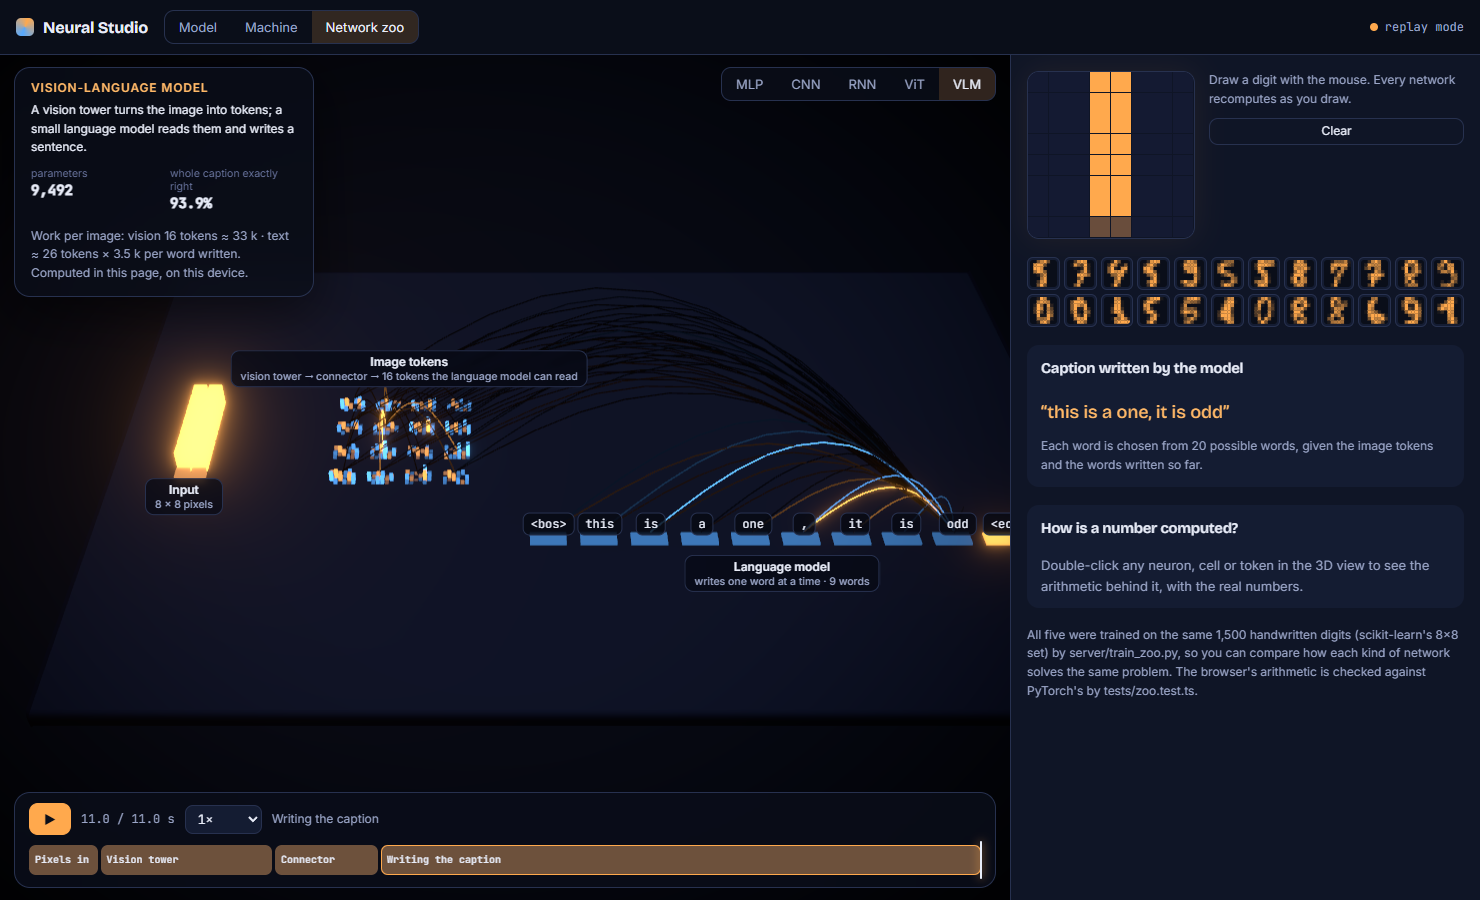 Neural Studio
Model
Machine
Network zoo
replay mode
VISION-LANGUAGE MODEL
A vision tower turns the image into tokens; a
small language model reads them and writes a
sentence.
parameters
9,492
whole caption exactly
right
93.9%
Work per image: vision 16 tokens ≈ 33 k · text
≈ 26 tokens × 3.5 k per word written.
Computed in this page, on this device.
MLP
CNN
RNN
ViT
VLM
Image tokens
vision tower → connector → 16 tokens the language model can read
Input
8 × 8 pixels
<bos> this is a one , it is odd
Language model
writes one word at a time · 9 words
11.0 / 11.0 s
1×
Writing the caption
Pixels in
Vision tower
Connector
Writing the caption
Draw a digit with the mouse. Every network
recomputes as you draw.
Clear
Caption written by the model
“this is a one, it is odd”
Each word is chosen from 20 possible words, given the image tokens
and the words written so far.
How is a number computed?
Double-click any neuron, cell or token in the 3D view to see the
arithmetic behind it, with the real numbers.
All five were trained on the same 1,500 handwritten digits (scikit-learn's 8×8
set) by server/train_zoo.py, so you can compare how each kind of network
solves the same problem. The browser's arithmetic is checked against
PyTorch's by tests/zoo.test.ts.